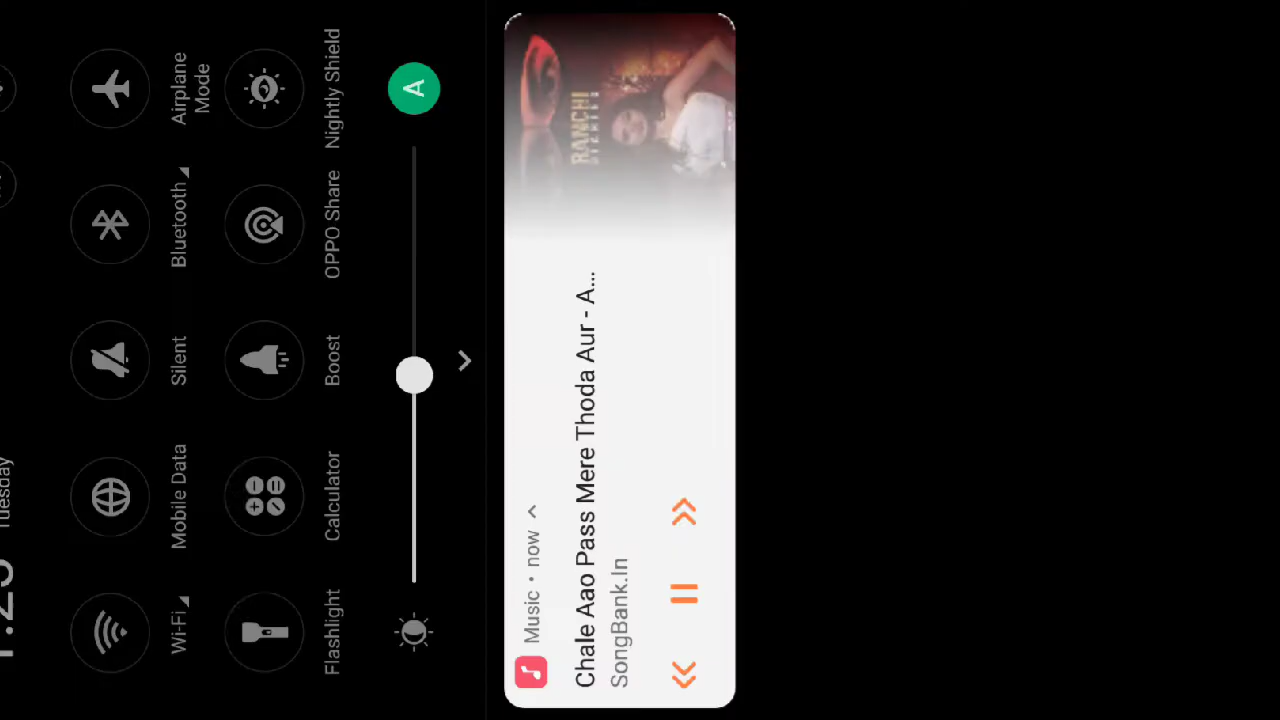 Tuesday
Wi-Fi
Mobile Data
Silent
Bluetooth
Airplane
Mode
Flashlight
Calculator
Boost
OPPO Share
Nightly Shield
A
Music • now
Chale Aao Pass Mere Thoda Aur - A...
SongBank.In
RANCHI
DIARIES